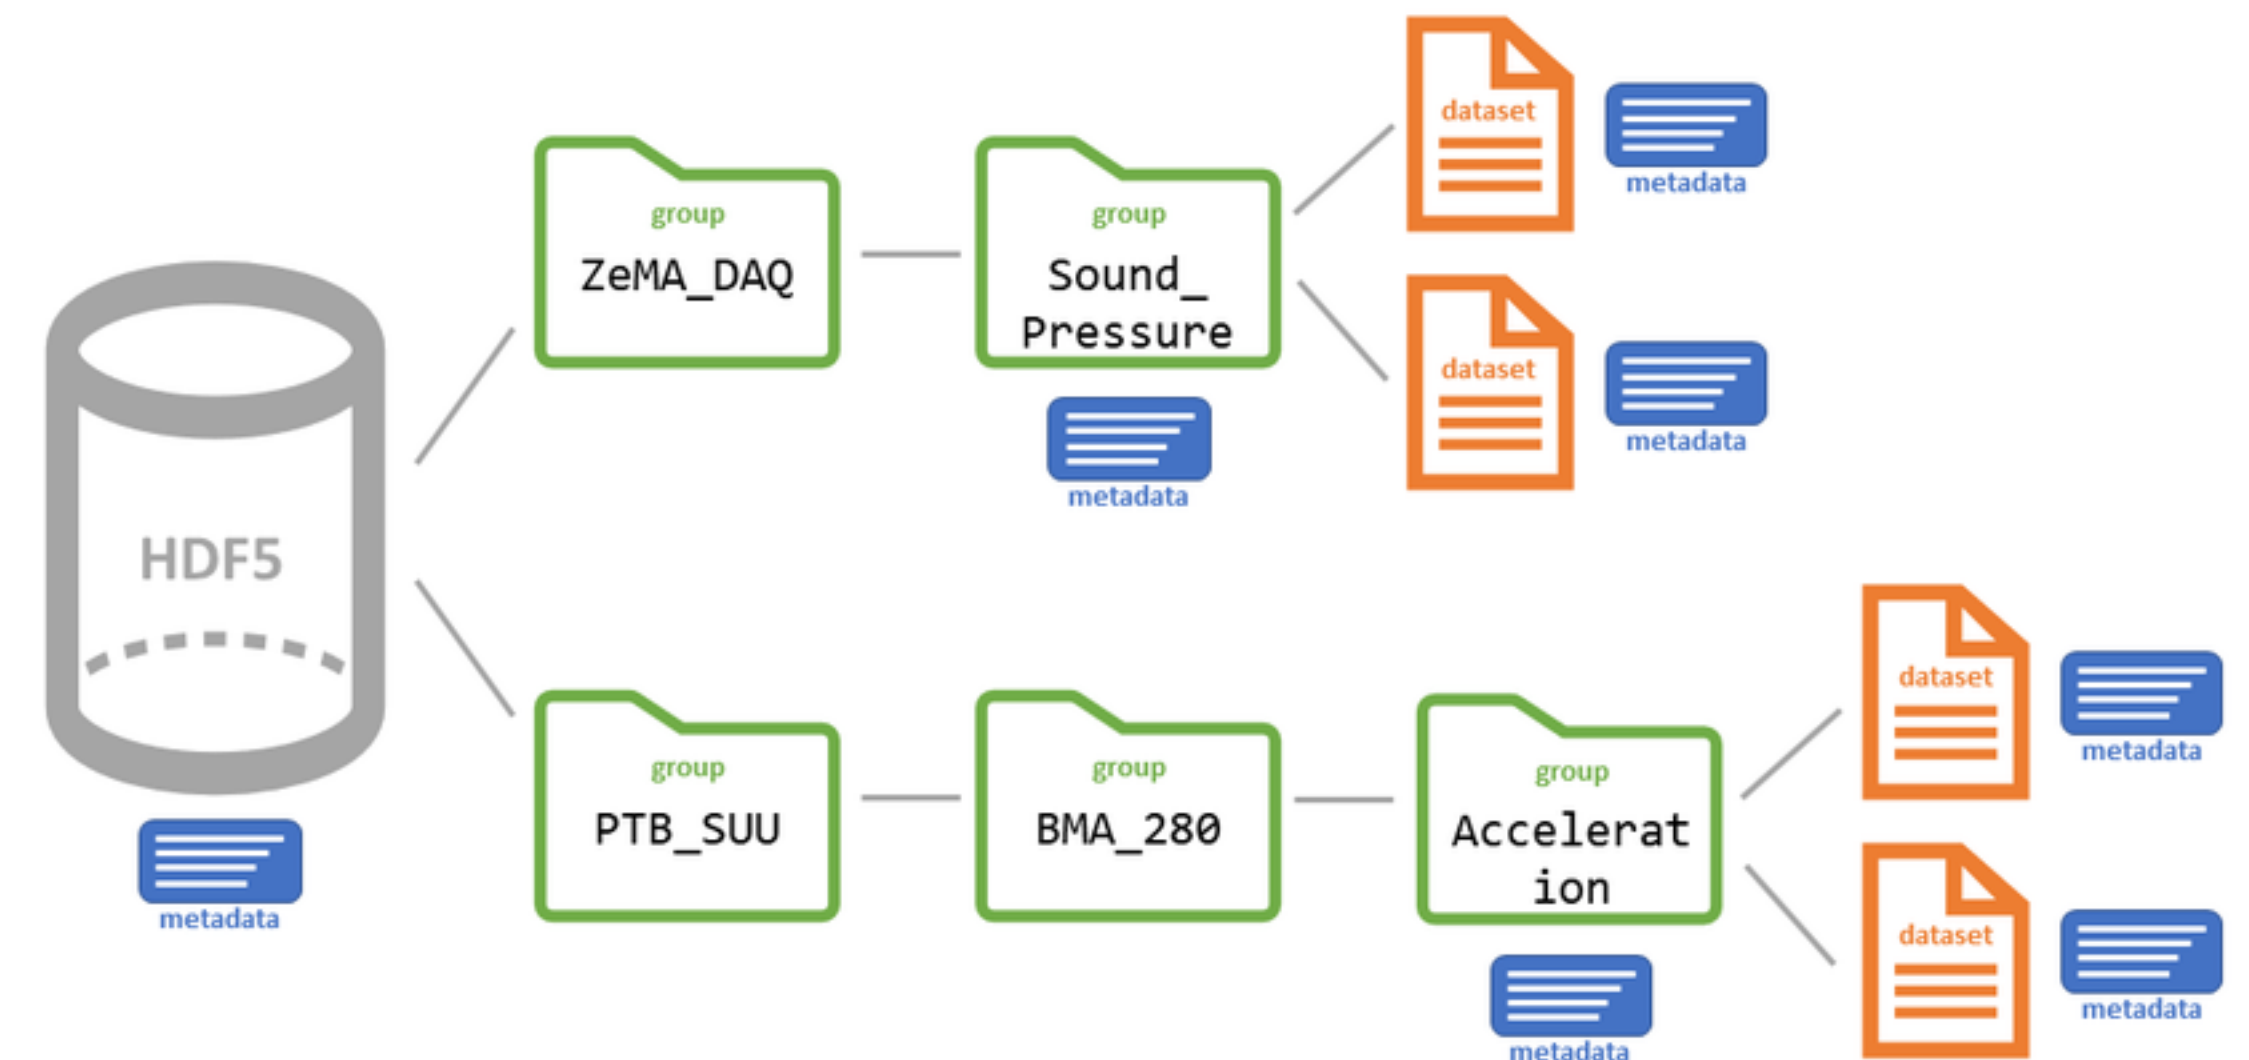 dataset
metadata
group
ZeMA_DAQ
group
Sound_
Pressure
dataset
metadata
metadata
HDF5
metadata
group
PTB_SUU
group
BMA_280
group
Accelerat
ion
metadata
dataset
metadata
dataset
metadata